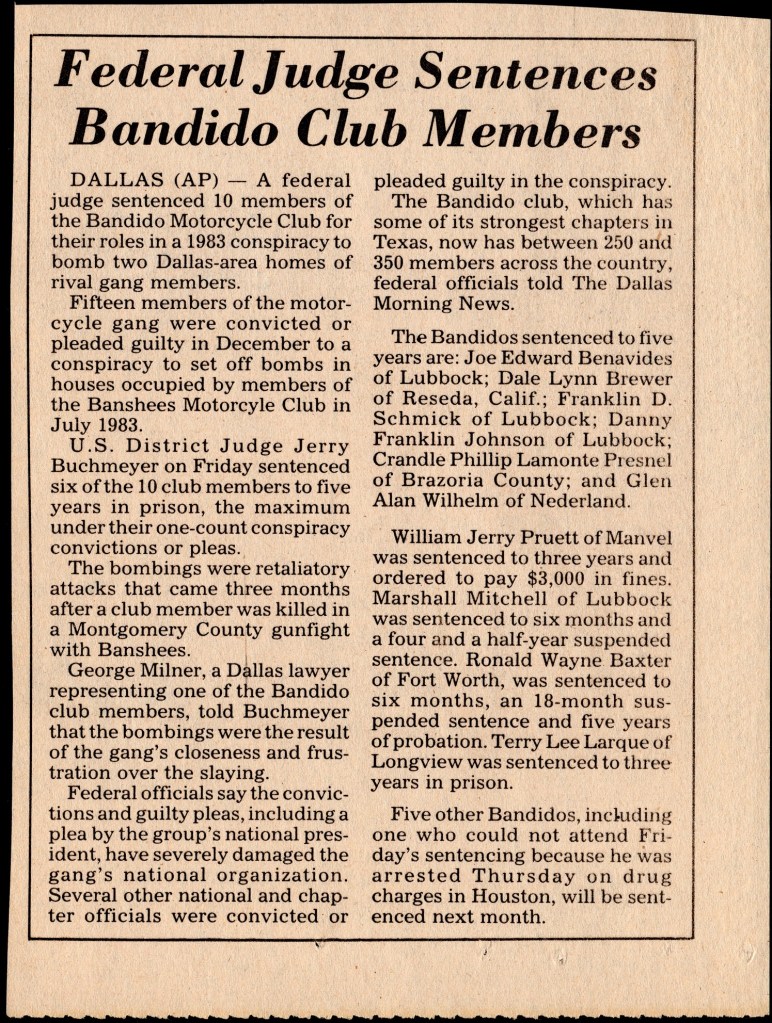 Federal Judge Sentences
Bandido Club Members
DALLAS (AP) — A federal
judge sentenced 10 members of
the Bandido Motorcycle Club for
their roles in a 1983 conspiracy to
bomb two Dallas-area homes of
rival gang members.
Fifteen members of the motor-
cycle gang were convicted or
pleaded guilty in December to a
conspiracy to set off bombs in
houses occupied by members of
the Banshees Motorcyle Club in
July 1983.
U.S. District Judge Jerry
Buchmeyer on Friday sentenced
six of the 10 club members to five
years in prison, the maximum
under their one-count conspiracy
convictions or pleas.
The bombings were retaliatory
attacks that came three months
after a club member was killed in
a Montgomery County gunfight
with Banshees.
George Milner, a Dallas lawyer
representing one of the Bandido
club members, told Buchmeyer
that the bombings were the result
of the gang's closeness and frus-
tration over the slaying.
Federal officials say the convic-
tions and guilty pleas, including a
plea by the group's national pres-
ident, have severely damaged the
gang's national organization.
Several other national and chap-
ter officials were convicted or
pleaded guilty in the conspiracy.
The Bandido club, which has
some of its strongest chapters in
Texas, now has between 250 and
350 members across the country,
federal officials told The Dallas
Morning News.
The Bandidos sentenced to five
years are: Joe Edward Benavides
of Lubbock; Dale Lynn Brewer
of Reseda, Calif.; Franklin D.
Schmick of Lubbock; Danny
Franklin Johnson of Lubbock;
Crandle Phillip Lamonte Presnel
of Brazoria County; and Glen
Alan Wilhelm of Nederland.
William Jerry Pruett of Manvel
was sentenced to three years and
ordered to pay $3,000 in fines.
Marshall Mitchell of Lubbock
was sentenced to six months and
a four and a half-year suspended
sentence. Ronald Wayne Baxter
of Fort Worth, was sentenced to
six months, an 18-month sus-
pended sentence and five years
of probation. Terry Lee Larque of
Longview was sentenced to three
years in prison.
Five other Bandidos, including
one who could not attend Fri-
day's sentencing because he was
arrested Thursday on drug
charges in Houston, will be sent-
enced next month.